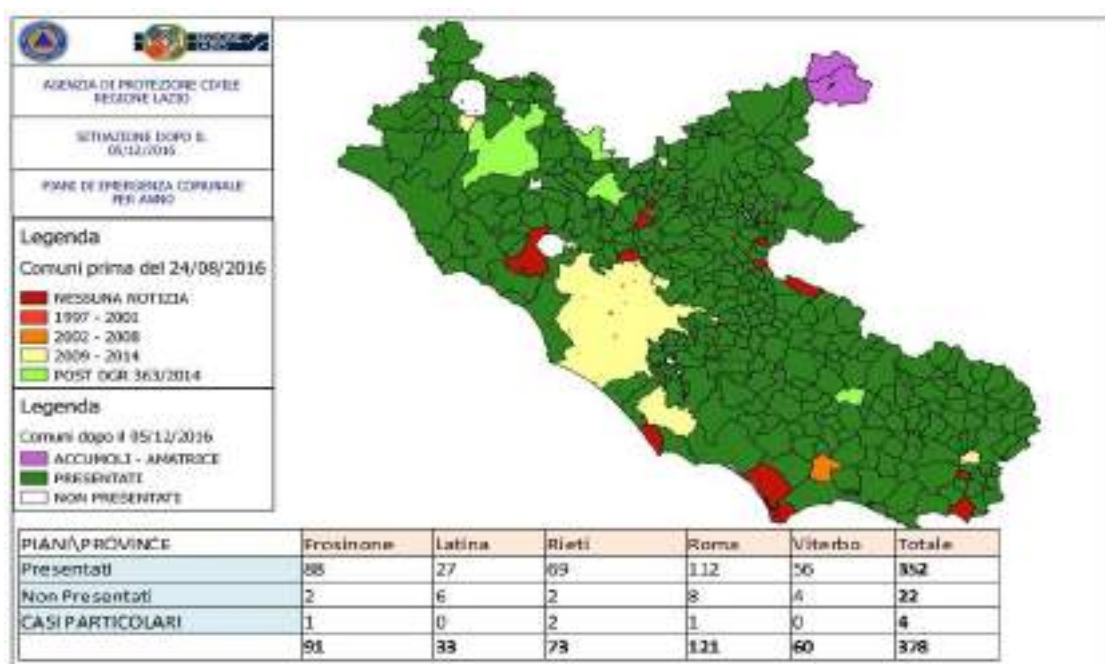 REGIONE LAZIO
AGENZIA DI PROTEZIONE CIVILE
REGIONE LAZIO
SITUAZIONE DOPO IL
05/12/2016
PIANI DI EMERGENZA COMUNALE
PER ANNO
Legenda
Comuni prima del 24/08/2016
NESSUNA NOTIZIA
1997 - 2001
2002 - 2008
2009 - 2014
POST DGR 363/2014
Legenda
Comuni dopo il 05/12/2016
ACCUMOLI - AMATRICE
PRESENTATI
NON PRESENTATI
PIANI\PROVINCE Frosinone Latina Rieti Roma Viterbo Totale
Presentati 88 27 69 112 56 352
Non Presentati 2 6 2 8 4 22
CASI PARTICOLARI 1 0 2 1 0 4
91 33 73 121 60 378